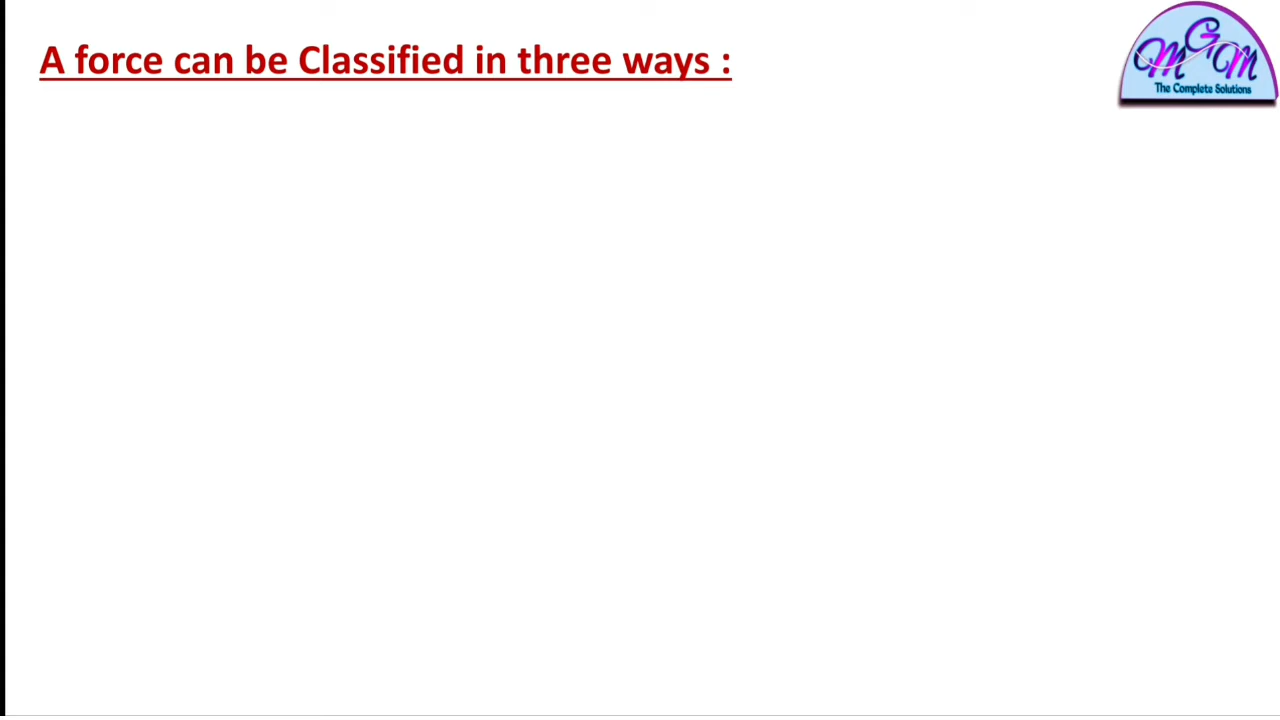 A force can be Classified in three ways :
MGM
The Complete Solutions